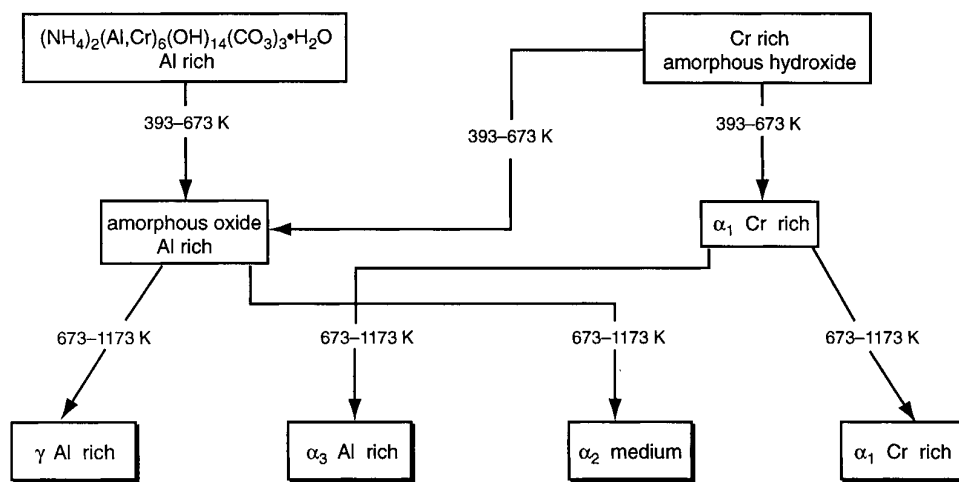 (NH₄)₂(Al,Cr)₆(OH)₁₄(CO₃)₃•H₂O
Al rich
Cr rich
amorphous hydroxide
393–673 K
393–673 K
393–673 K
amorphous oxide
Al rich
α₁ Cr rich
673–1173 K
673–1173 K
673–1173 K
673–1173 K
γ Al rich
α₃ Al rich
α₂ medium
α₁ Cr rich